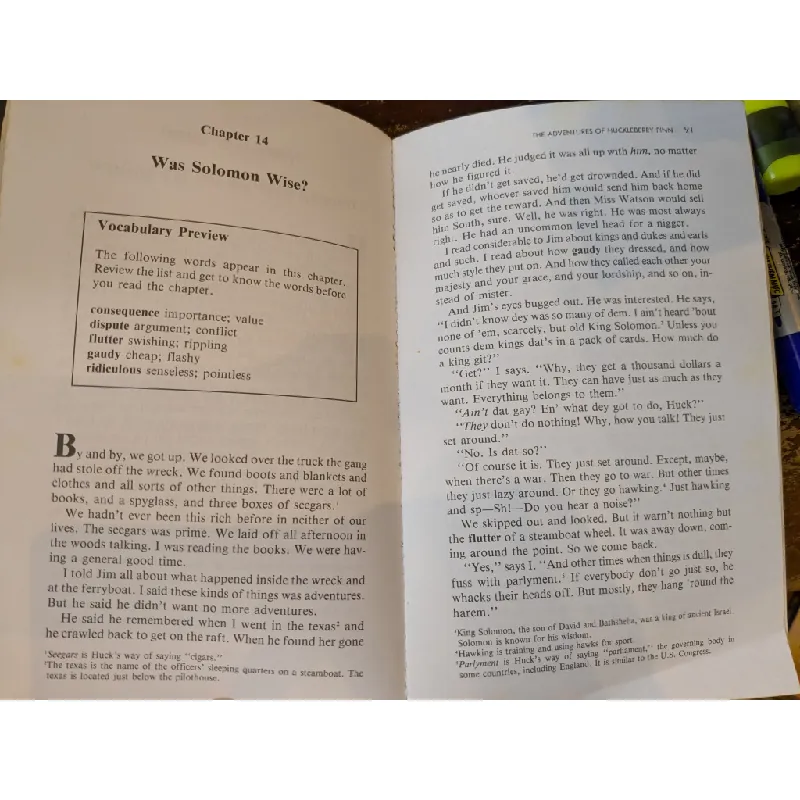 Chapter 14
Was Solomon Wise?
Vocabulary Preview
The following words appear in this chapter.
Review the list and get to know the words before
you read the chapter.
consequence importance; value
dispute argument; conflict
flutter swishing; rippling
gaudy cheap; flashy
ridiculous senseless; pointless
By and by, we got up. We looked over the truck the gang
had stole off the wreck. We found boots and blankets and
clothes and all sorts of other things. There were a lot of
books, and a spyglass, and three boxes of seegars.¹
We hadn't ever been this rich before in neither of our
lives. The seegars was prime. We laid off all afternoon in
the woods talking. I was reading the books. We were hav-
ing a general good time.
I told Jim all about what happened inside the wreck and
at the ferryboat. I said these kinds of things was adventures.
But he said he didn't want no more adventures.
He said he remembered when I went in the texas² and
he crawled back to get on the raft. When he found her gone
¹Seegars is Huck's way of saying "cigars."
²The texas is the name of the officers' sleeping quarters on a steamboat. The
texas is located just below the pilothouse.
THE ADVENTURES OF HUCKLEBERRY FINN
he nearly died. He judged it was all up with him, no matter
how he figured it.
If he didn't get saved, he'd get drownded. And if he did
get saved, whoever saved him would send him back home
so as to get the reward. And then Miss Watson would sell
him South, sure. Well, he was right. He was most always
right. He had an uncommon level head for a nigger.
I read considerable to Jim about kings and dukes and earls
and such. I read about how gaudy they dressed, and how
much style they put on. And how they called each other your
majesty and your grace, and your lordship, and so on, in-
stead of mister.
And Jim's eyes bugged out. He was interested. He says,
"I didn't know dey was so many of dem. I ain't heard 'bout
none of 'em, scarcely, but old King Solomon.³ Unless you
counts dem kings dat's in a pack of cards. How much do
a king git?"
"Get?" I says. "Why, they get a thousand dollars a
month if they want it. They can have just as much as they
want. Everything belongs to them."
"Ain't dat gay? En' what dey got to do, Huck?"
"They don't do nothing! Why, how you talk! They just
set around."
"No. Is dat so?"
"Of course it is. They just set around. Except, maybe,
when there's a war. Then they go to war. But other times
they just lazy around. Or they go hawking.⁴ Just hawking
and sp—Sh!—Do you hear a noise?"
We skipped out and looked. But it warn't nothing but
the flutter of a steamboat wheel. It was away down, com-
ing around the point. So we come back.
"Yes," says I. "And other times when things is dull, they
fuss with parlyment.⁵ If everybody don't go just so, he
whacks their heads off. But mostly, they hang 'round the
harem."
³King Solomon, the son of David and Bathsheba, was a king of ancient Israel.
Solomon is known for his wisdom.
⁴Hawking is training and using hawks for sport.
⁵Parlyment is Huck's way of saying "parliament," the governing body in
some countries, including England. It is similar to the U.S. Congress.